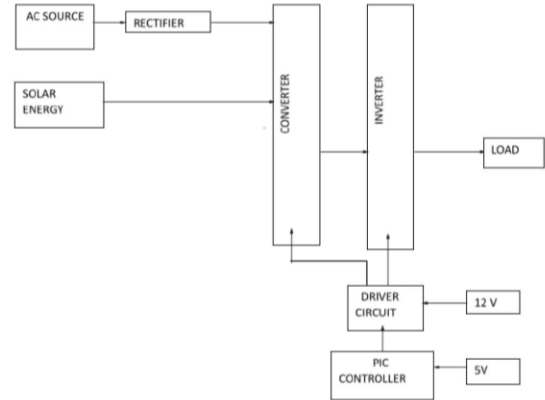 AC SOURCE
RECTIFIER
SOLAR
ENERGY
CONVERTER
INVERTER
LOAD
DRIVER
CIRCUIT
12 V
PIC
CONTROLLER
5V